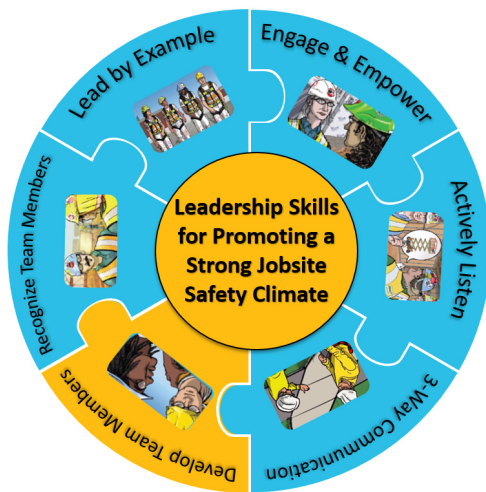 Lead by Example
Engage & Empower
Actively Listen
3-Way Communication
Develop Team Members
Recognize Team Members
Leadership Skills
for Promoting a
Strong Jobsite
Safety Climate